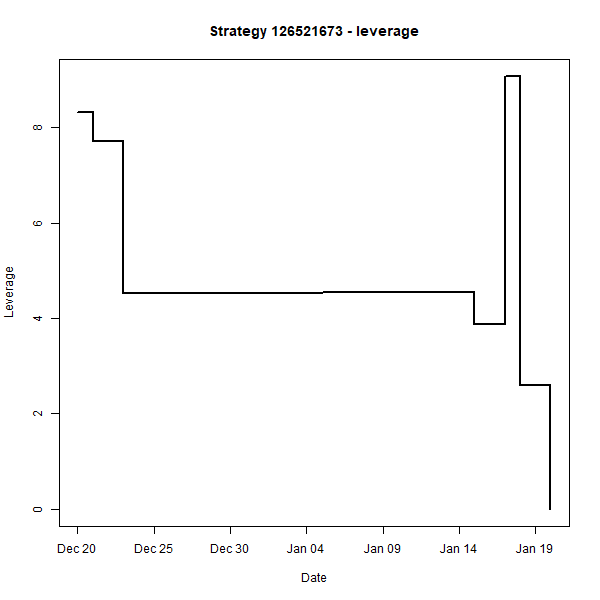 Strategy 126521673 - leverage
Leverage
8
6
4
2
0
Dec 20 Dec 25 Dec 30 Jan 04 Jan 09 Jan 14 Jan 19
Date